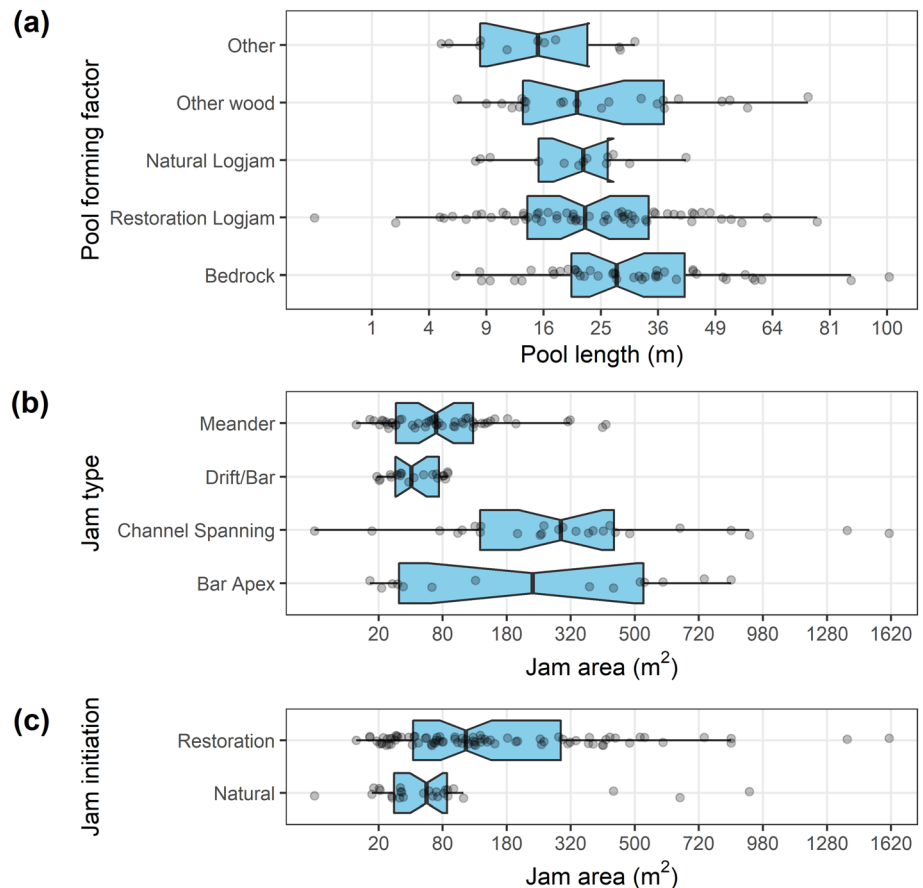 (a)
Pool forming factor
Other
Other wood
Natural Logjam
Restoration Logjam
Bedrock
1 4 9 16 25 36 49 64 81 100
Pool length (m)
(b)
Jam type
Meander
Drift/Bar
Channel Spanning
Bar Apex
20 80 180 320 500 720 980 1280 1620
Jam area (m²)
(c)
Jam initiation
Restoration
Natural
20 80 180 320 500 720 980 1280 1620
Jam area (m²)